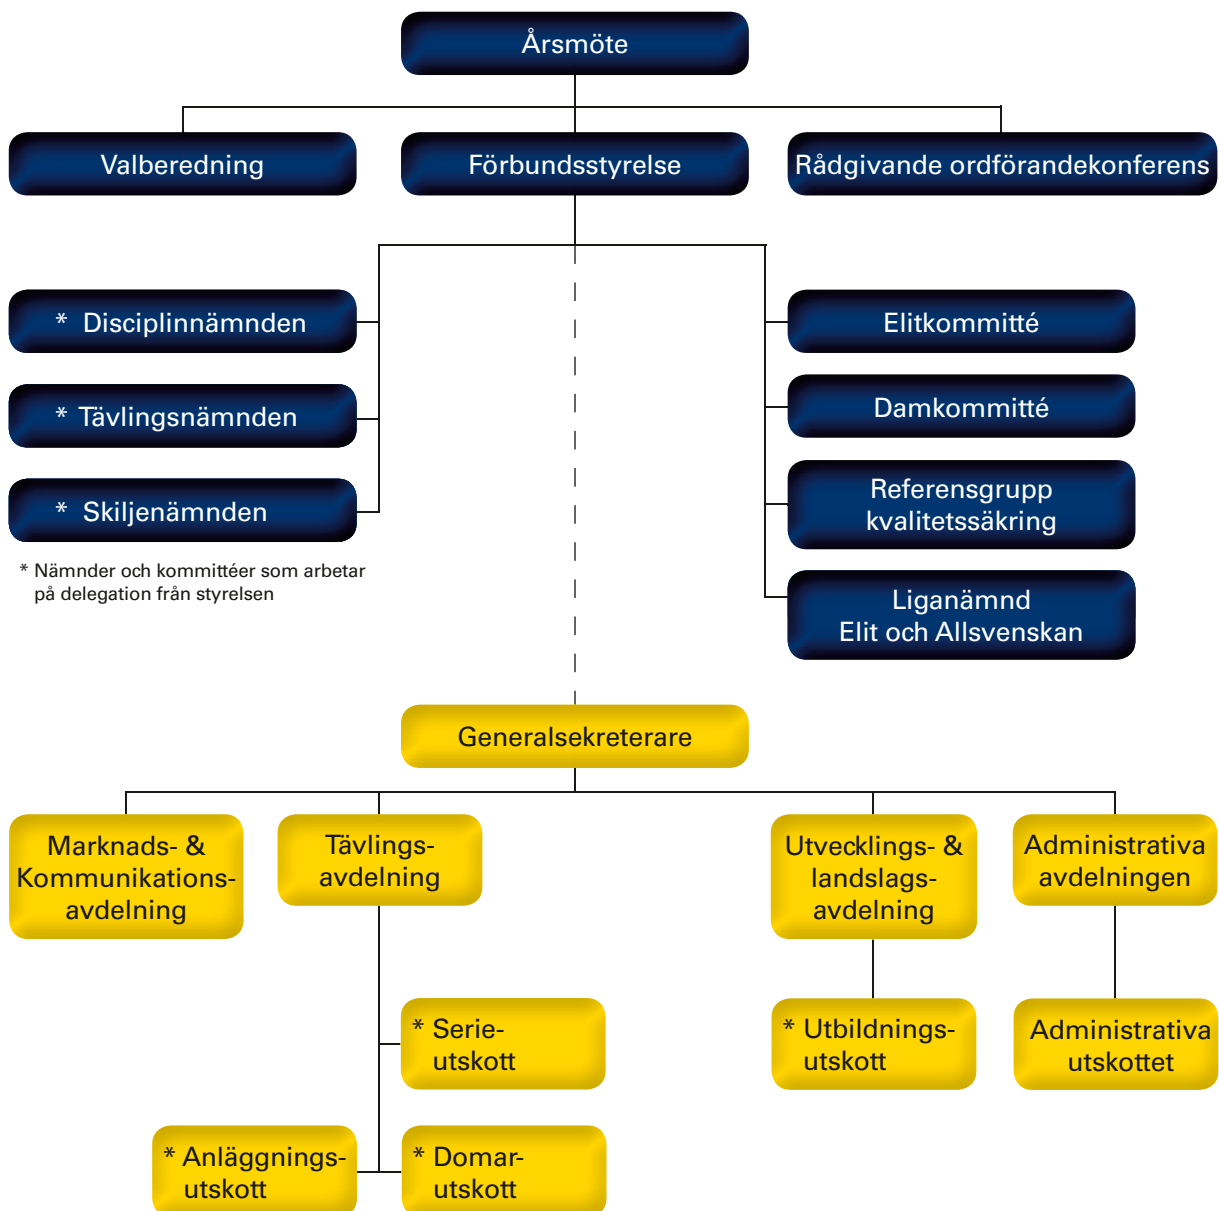 Årsmöte
Valberedning
Förbundsstyrelse
Rådgivande ordförandekonferens
* Disciplinnämnden
* Tävlingsnämnden
* Skiljenämnden
* Nämnder och kommittéer som arbetar
på delegation från styrelsen
Elitkommitté
Damkommitté
Referensgrupp
kvalitetssäkring
Liganämnd
Elit och Allsvenskan
Generalsekreterare
Marknads- &
Kommunikations-
avdelning
Tävlings-
avdelning
Utvecklings- &
landslags-
avdelning
Administrativa
avdelningen
* Serie-
utskott
* Anläggnings-
utskott
* Domar-
utskott
* Utbildnings-
utskott
Administrativa
utskottet